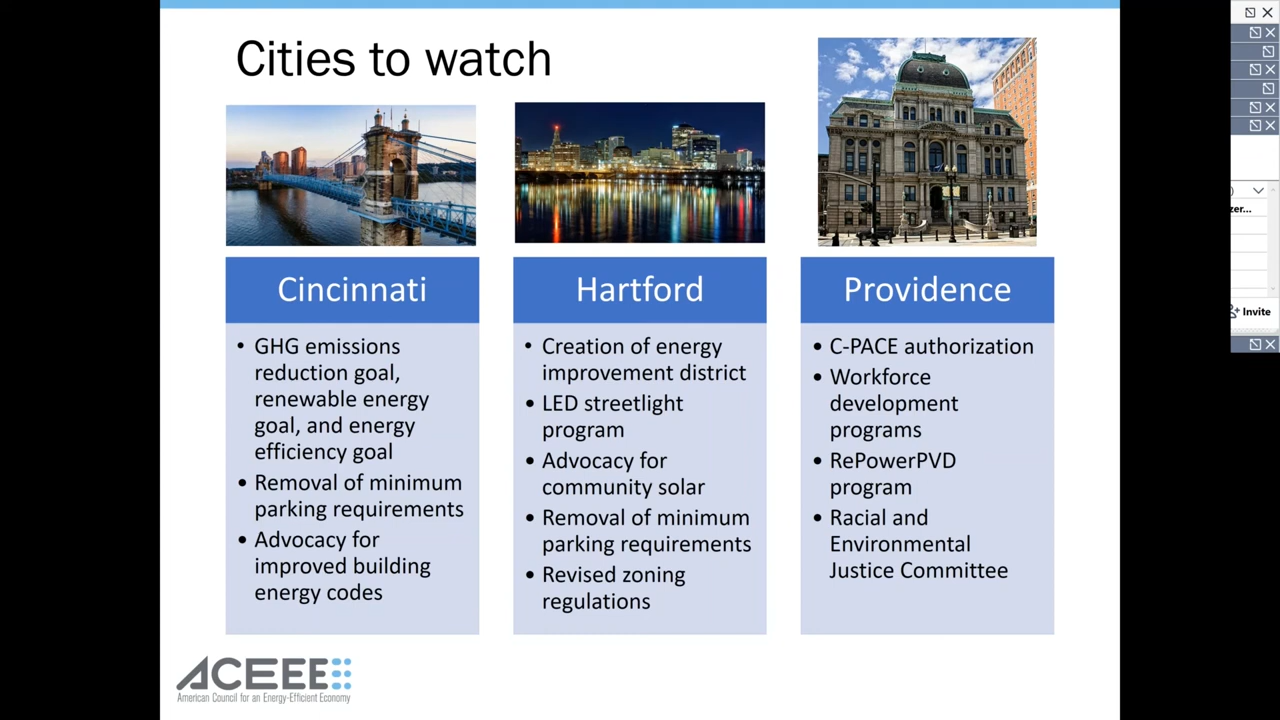 Cities to watch
Cincinnati
• GHG emissions
reduction goal,
renewable energy
goal, and energy
efficiency goal
• Removal of minimum
parking requirements
• Advocacy for
improved building
energy codes
Hartford
• Creation of energy
improvement district
• LED streetlight
program
• Advocacy for
community solar
• Removal of minimum
parking requirements
• Revised zoning
regulations
Providence
• C-PACE authorization
• Workforce
development
programs
• RePowerPVD
program
• Racial and
Environmental
Justice Committee
ACEEE
American Council for an Energy-Efficient Economy
)
zer...
Invite